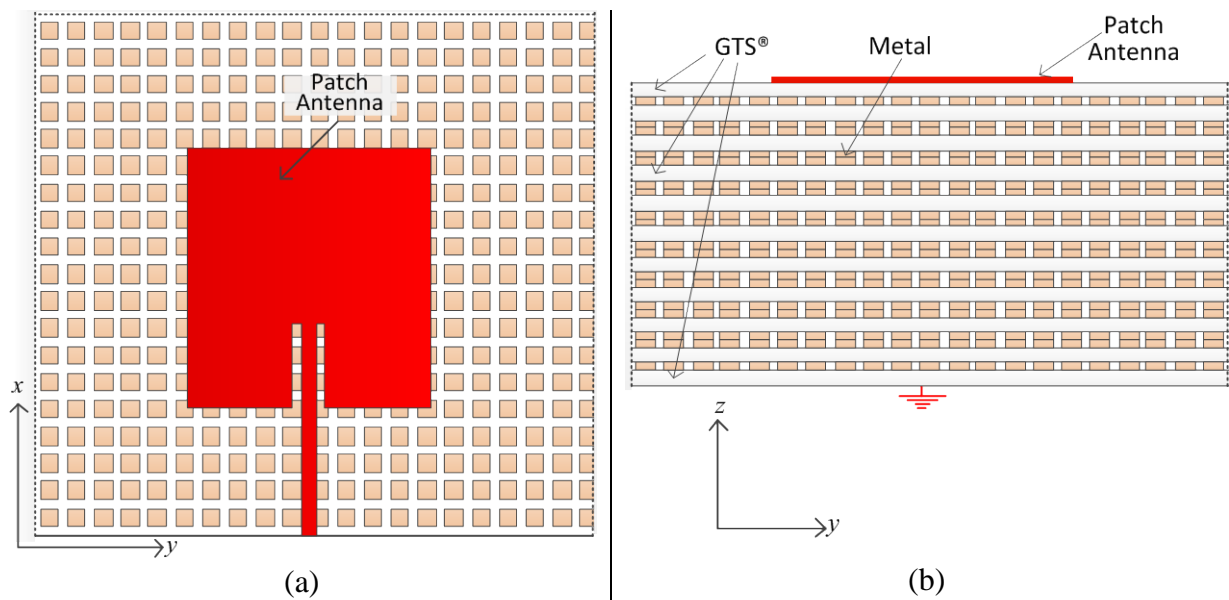 Patch
Antenna
x
y
(a)
GTS®
Metal
Patch
Antenna
z
y
(b)